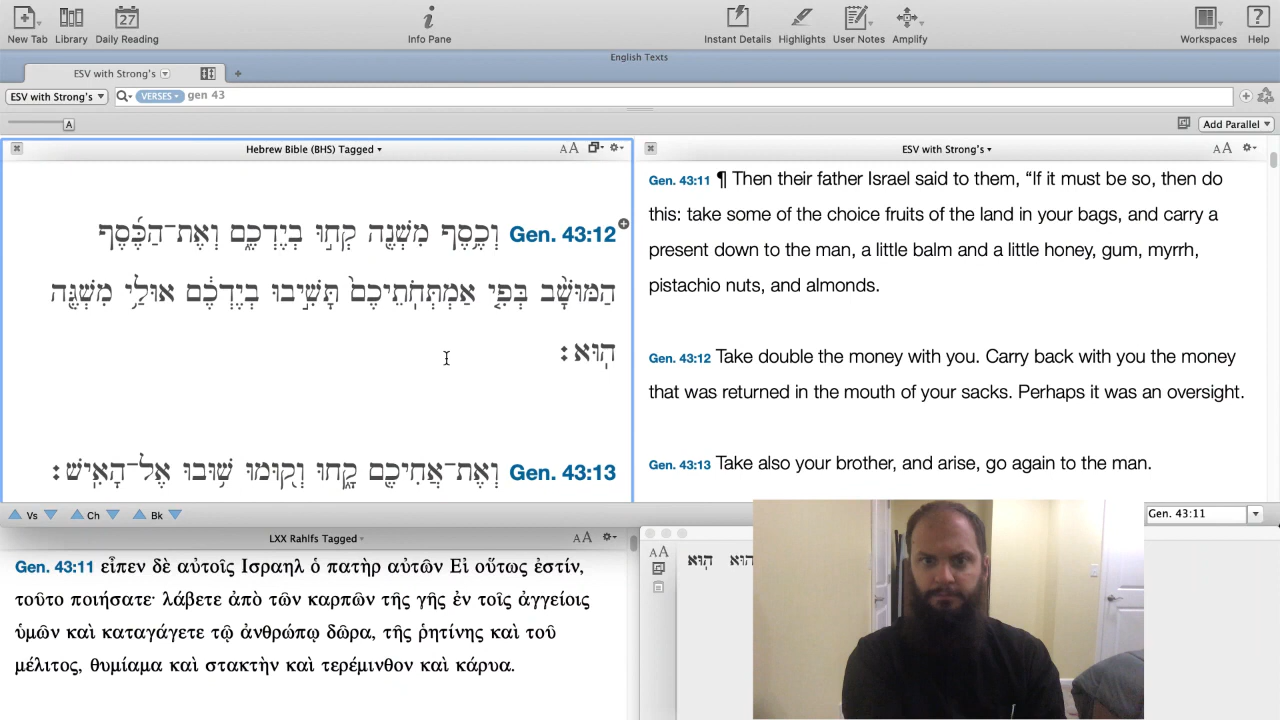 New Tab Library Daily Reading Info Pane Instant Details Highlights User Notes Amplify Workspaces Help
27
English Texts
ESV with Strong's
ESV with Strong's VERSES gen 43
A Add Parallel
Hebrew Bible (BHS) Tagged AA
Gen. 43:12 וְכֶ֥סֶף מִשְׁנֶ֖ה קְח֣וּ בְיֶדְכֶ֑ם וְאֶת־הַכֶּ֜סֶף
הַמּוּשָׁ֨ב בְּפִ֤י אַמְתְּחֹֽתֵיכֶם֙ תָּשִׁ֣יבוּ בְיֶדְכֶ֔ם אוּלַ֥י מִשְׁגֶּ֖ה
הֽוּא׃
Gen. 43:13 וְאֶת־אֲחִיכֶ֖ם קָ֑חוּ וְק֖וּמוּ שׁ֥וּבוּ אֶל־הָאִֽישׁ׃
Vs Ch Bk
ESV with Strong's AA
Gen. 43:11 ¶ Then their father Israel said to them, “If it must be so, then do
this: take some of the choice fruits of the land in your bags, and carry a
present down to the man, a little balm and a little honey, gum, myrrh,
pistachio nuts, and almonds.
Gen. 43:12 Take double the money with you. Carry back with you the money
that was returned in the mouth of your sacks. Perhaps it was an oversight.
Gen. 43:13 Take also your brother, and arise, go again to the man.
Gen. 43:11
LXX Rahlfs Tagged AA
Gen. 43:11 εἶπεν δὲ αὐτοῖς Ισραηλ ὁ πατὴρ αὐτῶν Εἰ οὕτως ἐστίν,
τοῦτο ποιήσατε· λάβετε ἀπὸ τῶν καρπῶν τῆς γῆς ἐν τοῖς ἀγγείοις
ὑμῶν καὶ καταγάγετε τῷ ἀνθρώπῳ δῶρα, τῆς ῥητίνης καὶ τοῦ
μέλιτος, θυμίαμα καὶ στακτὴν καὶ τερέμινθον καὶ κάρυα.
AA
הֽוּא